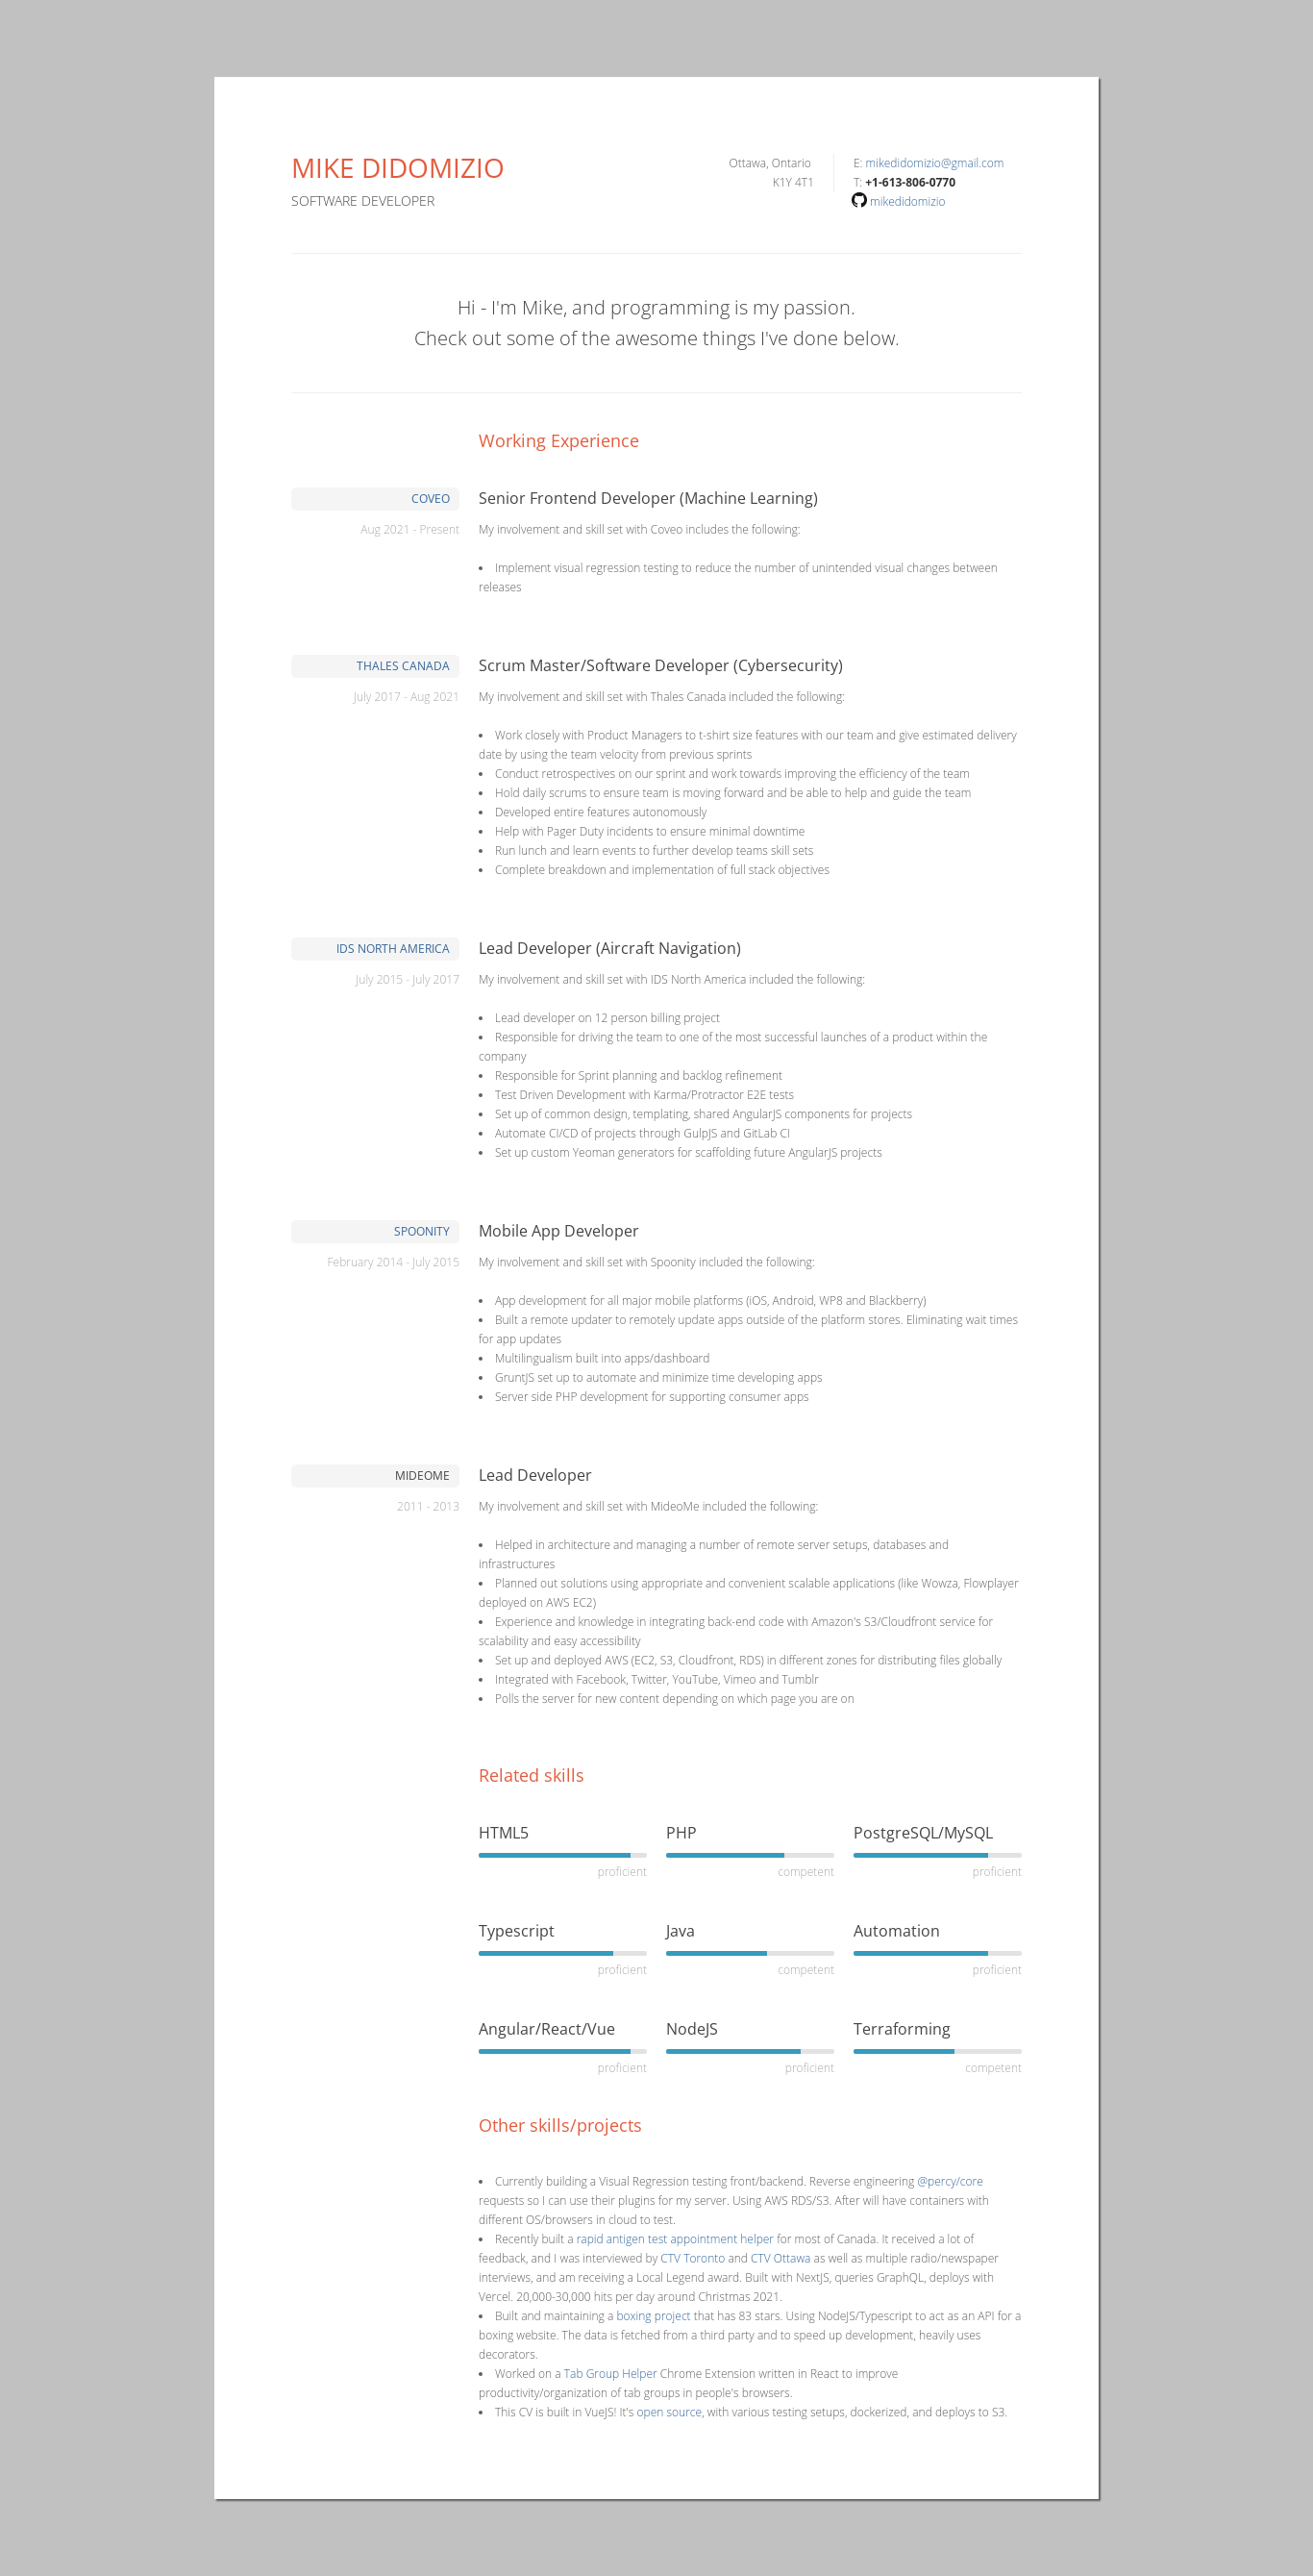 MIKE DIDOMIZIO
SOFTWARE DEVELOPER
Ottawa, Ontario
K1Y 4T1
E: mikedidomizio@gmail.com
T: +1-613-806-0770
mikedidomizio
Hi - I'm Mike, and programming is my passion.
Check out some of the awesome things I've done below.
Working Experience
COVEO
Aug 2021 - Present
Senior Frontend Developer (Machine Learning)
My involvement and skill set with Coveo includes the following:
• Implement visual regression testing to reduce the number of unintended visual changes between
releases
THALES CANADA
July 2017 - Aug 2021
Scrum Master/Software Developer (Cybersecurity)
My involvement and skill set with Thales Canada included the following:
• Work closely with Product Managers to t-shirt size features with our team and give estimated delivery
date by using the team velocity from previous sprints
• Conduct retrospectives on our sprint and work towards improving the efficiency of the team
• Hold daily scrums to ensure team is moving forward and be able to help and guide the team
• Developed entire features autonomously
• Help with Pager Duty incidents to ensure minimal downtime
• Run lunch and learn events to further develop teams skill sets
• Complete breakdown and implementation of full stack objectives
IDS NORTH AMERICA
July 2015 - July 2017
Lead Developer (Aircraft Navigation)
My involvement and skill set with IDS North America included the following:
• Lead developer on 12 person billing project
• Responsible for driving the team to one of the most successful launches of a product within the
company
• Responsible for Sprint planning and backlog refinement
• Test Driven Development with Karma/Protractor E2E tests
• Set up of common design, templating, shared AngularJS components for projects
• Automate CI/CD of projects through GulpJS and GitLab CI
• Set up custom Yeoman generators for scaffolding future AngularJS projects
SPOONITY
February 2014 - July 2015
Mobile App Developer
My involvement and skill set with Spoonity included the following:
• App development for all major mobile platforms (iOS, Android, WP8 and Blackberry)
• Built a remote updater to remotely update apps outside of the platform stores. Eliminating wait times
for app updates
• Multilingualism built into apps/dashboard
• GruntJS set up to automate and minimize time developing apps
• Server side PHP development for supporting consumer apps
MIDEOME
2011 - 2013
Lead Developer
My involvement and skill set with MideoMe included the following:
• Helped in architecture and managing a number of remote server setups, databases and
infrastructures
• Planned out solutions using appropriate and convenient scalable applications (like Wowza, Flowplayer
deployed on AWS EC2)
• Experience and knowledge in integrating back-end code with Amazon's S3/Cloudfront service for
scalability and easy accessibility
• Set up and deployed AWS (EC2, S3, Cloudfront, RDS) in different zones for distributing files globally
• Integrated with Facebook, Twitter, YouTube, Vimeo and Tumblr
• Polls the server for new content depending on which page you are on
Related skills
HTML5
proficient
PHP
competent
PostgreSQL/MySQL
proficient
Typescript
proficient
Java
competent
Automation
proficient
Angular/React/Vue
proficient
NodeJS
proficient
Terraforming
competent
Other skills/projects
• Currently building a Visual Regression testing front/backend. Reverse engineering @percy/core
requests so I can use their plugins for my server. Using AWS RDS/S3. After will have containers with
different OS/browsers in cloud to test.
• Recently built a rapid antigen test appointment helper for most of Canada. It received a lot of
feedback, and I was interviewed by CTV Toronto and CTV Ottawa as well as multiple radio/newspaper
interviews, and am receiving a Local Legend award. Built with NextJS, queries GraphQL, deploys with
Vercel. 20,000-30,000 hits per day around Christmas 2021.
• Built and maintaining a boxing project that has 83 stars. Using NodeJS/Typescript to act as an API for a
boxing website. The data is fetched from a third party and to speed up development, heavily uses
decorators.
• Worked on a Tab Group Helper Chrome Extension written in React to improve
productivity/organization of tab groups in people's browsers.
• This CV is built in VueJS! It's open source, with various testing setups, dockerized, and deploys to S3.